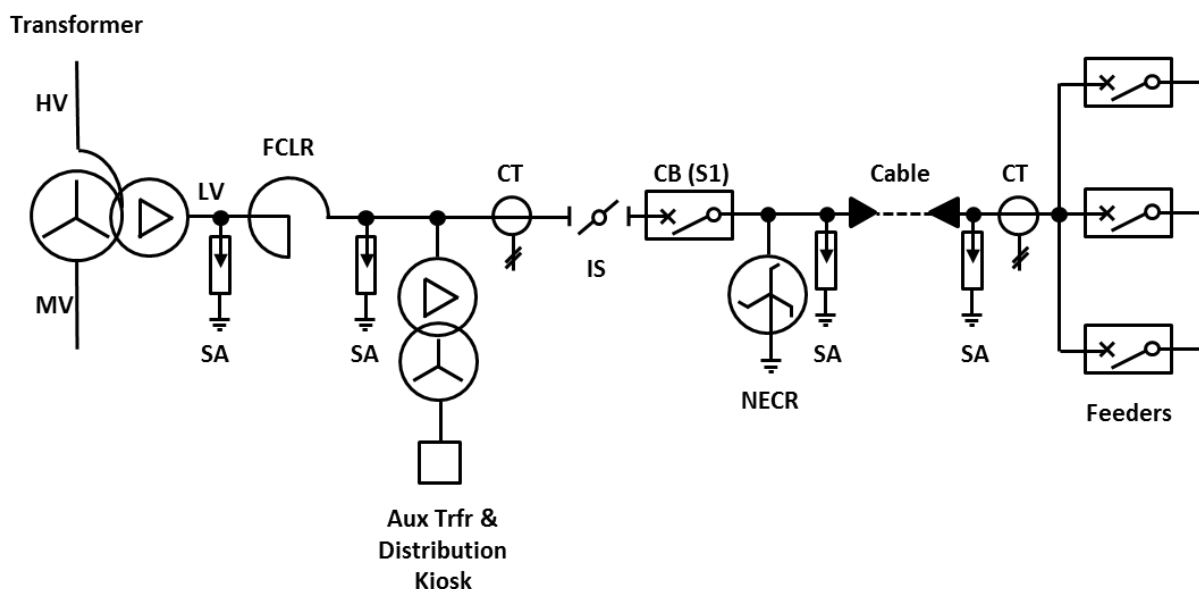 Transformer
HV
FCLR
CT
CB (S1)
Cable
CT
LV
IS
MV
SA
SA
NECR
SA
SA
Feeders
Aux Trfr &
Distribution
Kiosk